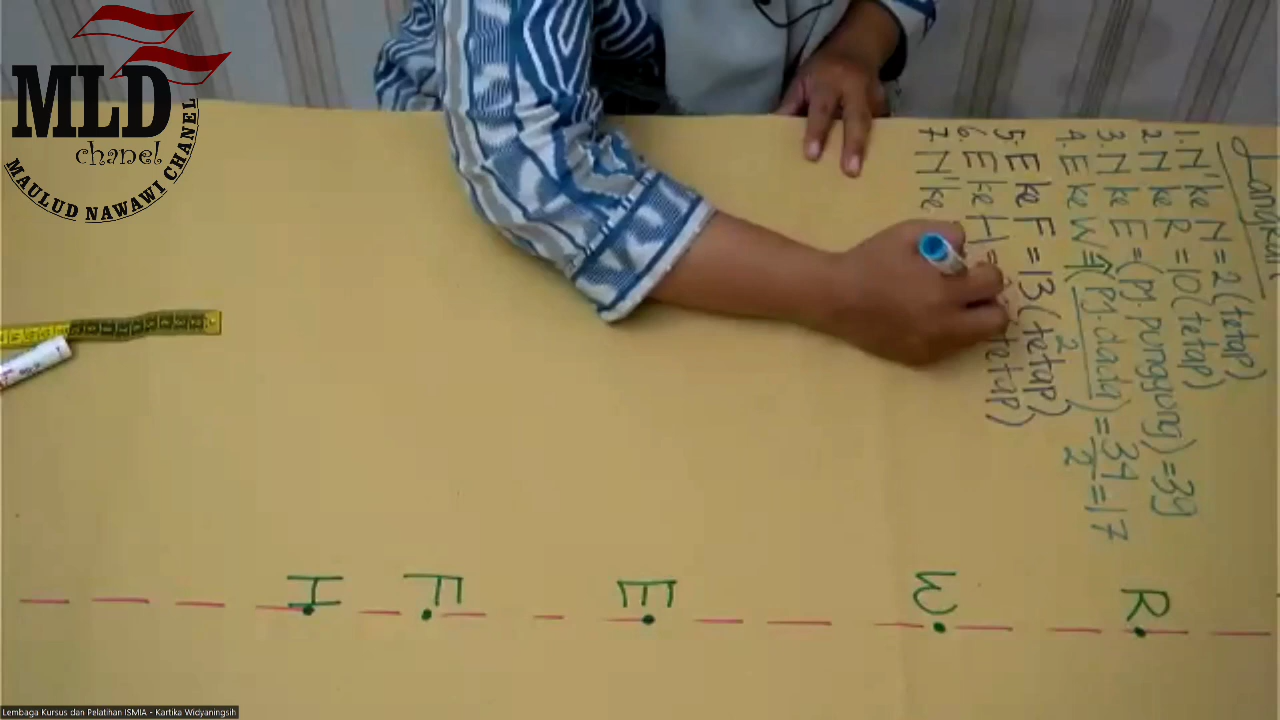 MLD
chanel
MAULUD NAWAWI CHANEL
1. N' ke N = 2 (tetap)
2. N ke R = 10 (tetap)
3. N ke E = (pj. punggung) = 39
4. E ke W = (pj. dada) = 34 = 17
2 2
5. E ke F = 13 (tetap)
6. E ke H = tetap)
7 N' ke
H F E W R
Lembaga Kursus dan Pelatihan ISMIA - Kartika Widyaningsih